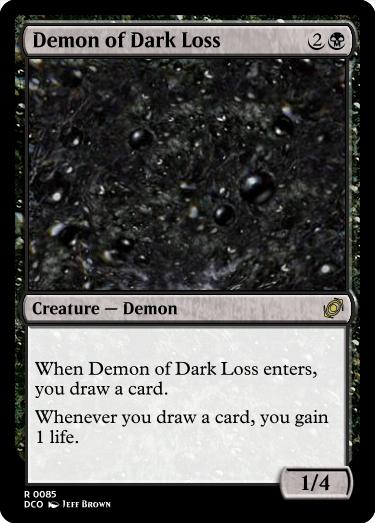 Demon of Dark Loss 2
Creature — Demon
When Demon of Dark Loss enters,
you draw a card.
Whenever you draw a card, you gain
1 life.
1/4
R 0085
DCO Jeff Brown